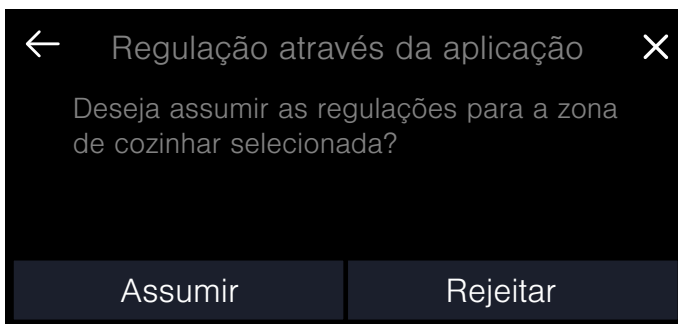 Regulação através da aplicação
Deseja assumir as regulações para a zona
de cozinhar selecionada?
Assumir Rejeitar